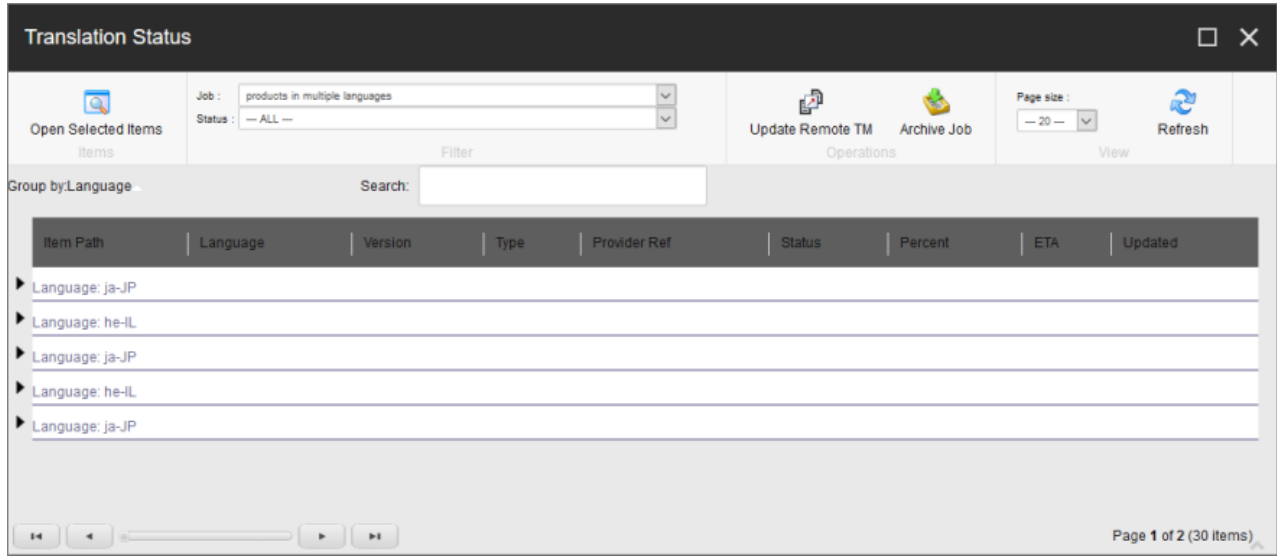 Translation Status
Job : products in multiple languages
Status : --- ALL ---
Open Selected Items
Items
Filter
Update Remote TM
Archive Job
Operations
Page size :
--- 20 ---
Refresh
View
Group by:Language
Search:
Item Path Language Version Type Provider Ref Status Percent ETA Updated
Language: ja-JP
Language: he-IL
Language: ja-JP
Language: he-IL
Language: ja-JP
Page 1 of 2 (30 items)